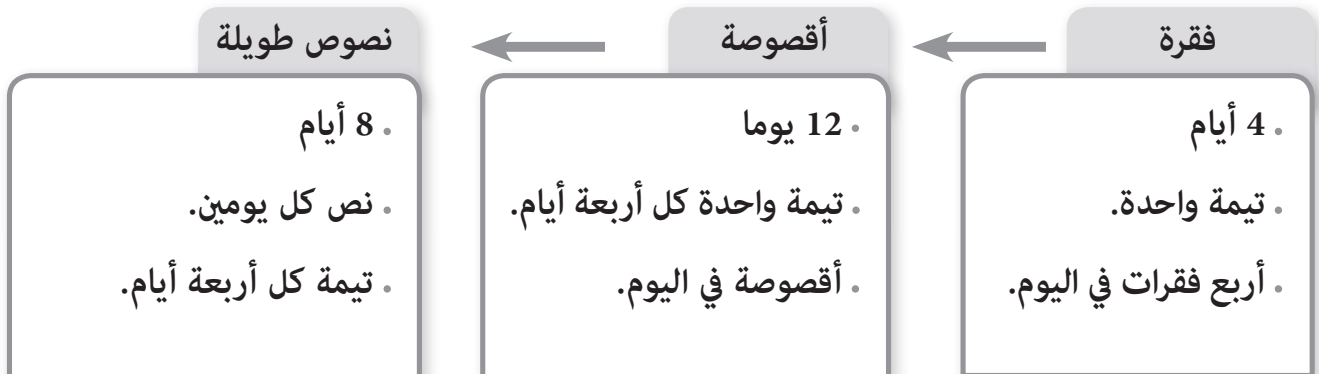 فقرة
. 4 أيام
. تيمة واحدة.
. أربع فقرات في اليوم.
أقصوصة
. 12 يوما
. تيمة واحدة كل أربعة أيام.
. أقصوصة في اليوم.
نصوص طويلة
. 8 أيام
. نص كل يومين.
. تيمة كل أربعة أيام.